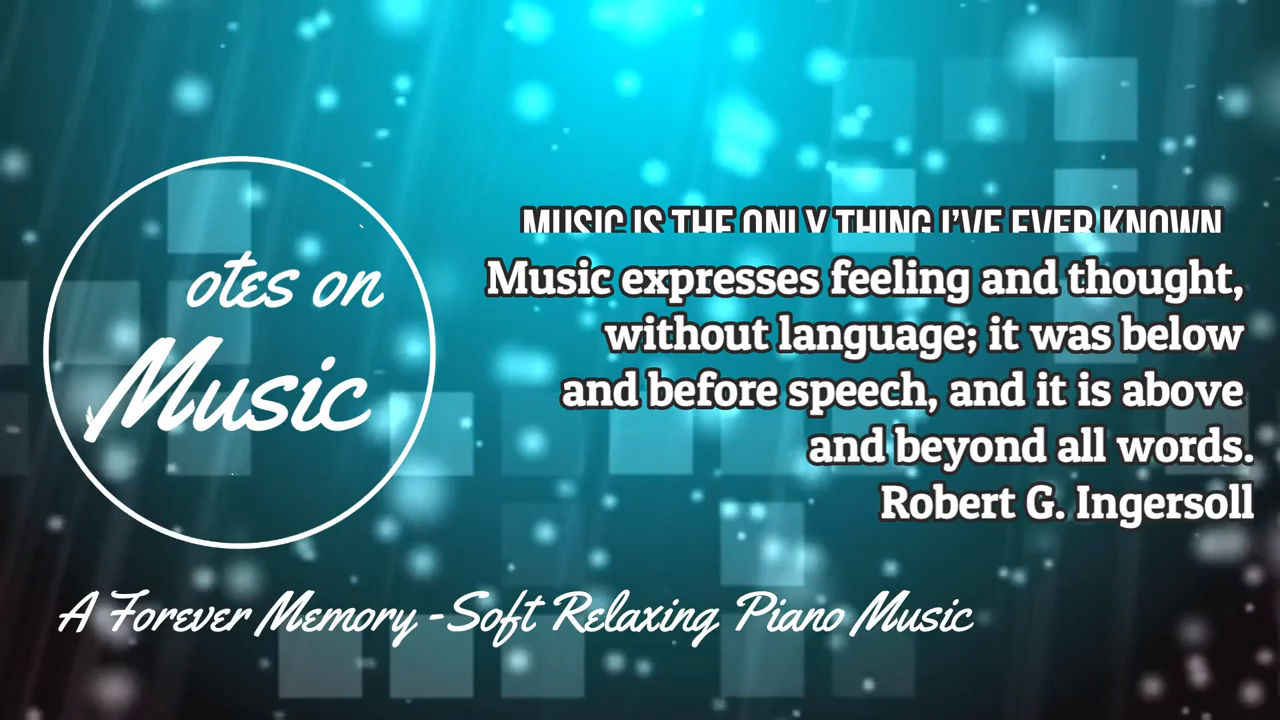 otes on
Music
MUSIC IS THE ONLY THING I'VE EVER KNOWN
Music expresses feeling and thought,
without language; it was below
and before speech, and it is above
and beyond all words.
Robert G. Ingersoll
A Forever Memory -Soft Relaxing Piano Music